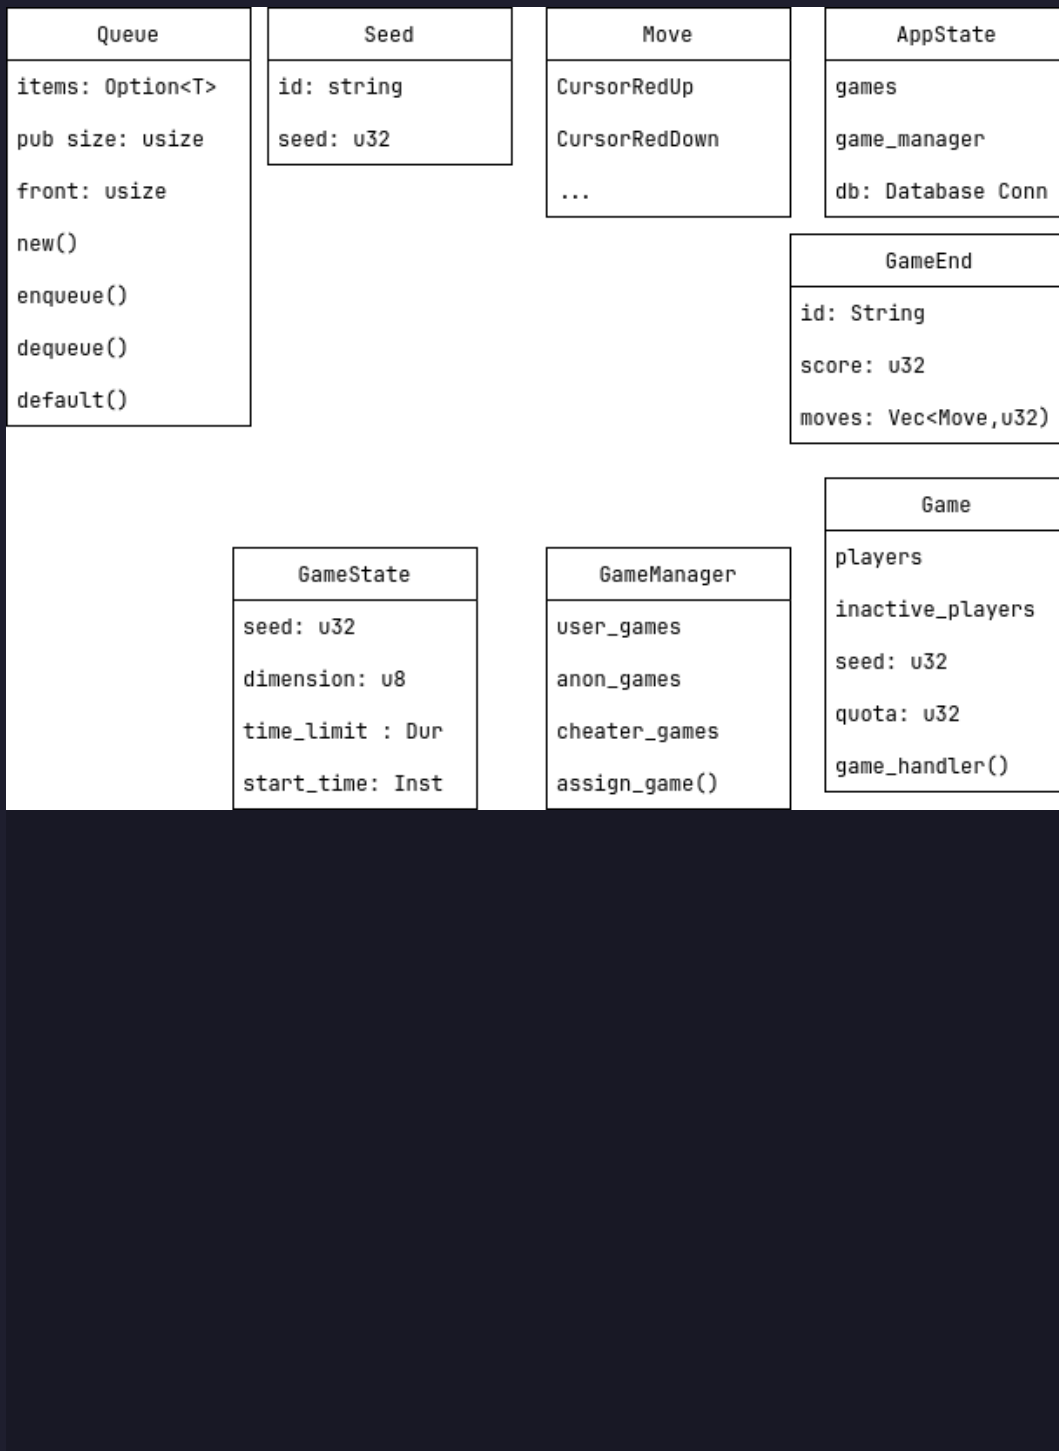 Queue
items: Option<T>
pub size: usize
front: usize
new()
enqueue()
dequeue()
default()
Seed
id: string
seed: u32
Move
CursorRedUp
CursorRedDown
...
AppState
games
game_manager
db: Database Conn
GameEnd
id: String
score: u32
moves: Vec<Move,u32)
GameState
seed: u32
dimension: u8
time_limit : Dur
start_time: Inst
GameManager
user_games
anon_games
cheater_games
assign_game()
Game
players
inactive_players
seed: u32
quota: u32
game_handler()